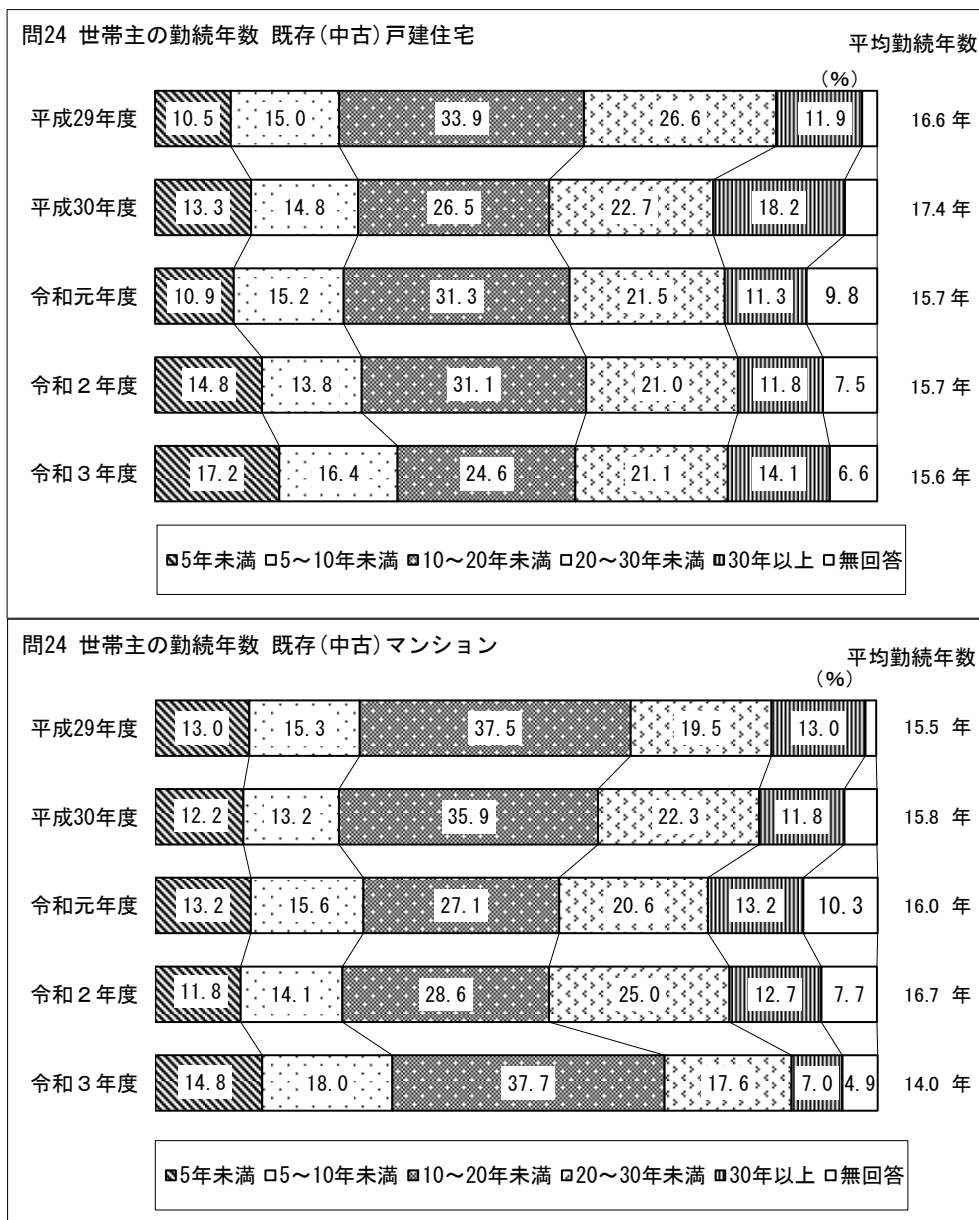 問24 世帯主の勤続年数 既存(中古)戸建住宅
平均勤続年数
(%)
平成29年度 10.5 15.0 33.9 26.6 11.9 16.6 年
平成30年度 13.3 14.8 26.5 22.7 18.2 17.4 年
令和元年度 10.9 15.2 31.3 21.5 11.3 9.8 15.7 年
令和2年度 14.8 13.8 31.1 21.0 11.8 7.5 15.7 年
令和3年度 17.2 16.4 24.6 21.1 14.1 6.6 15.6 年
5年未満 5～10年未満 10～20年未満 20～30年未満 30年以上 無回答
問24 世帯主の勤続年数 既存(中古)マンション
平均勤続年数
(%)
平成29年度 13.0 15.3 37.5 19.5 13.0 15.5 年
平成30年度 12.2 13.2 35.9 22.3 11.8 15.8 年
令和元年度 13.2 15.6 27.1 20.6 13.2 10.3 16.0 年
令和2年度 11.8 14.1 28.6 25.0 12.7 7.7 16.7 年
令和3年度 14.8 18.0 37.7 17.6 7.0 4.9 14.0 年
5年未満 5～10年未満 10～20年未満 20～30年未満 30年以上 無回答